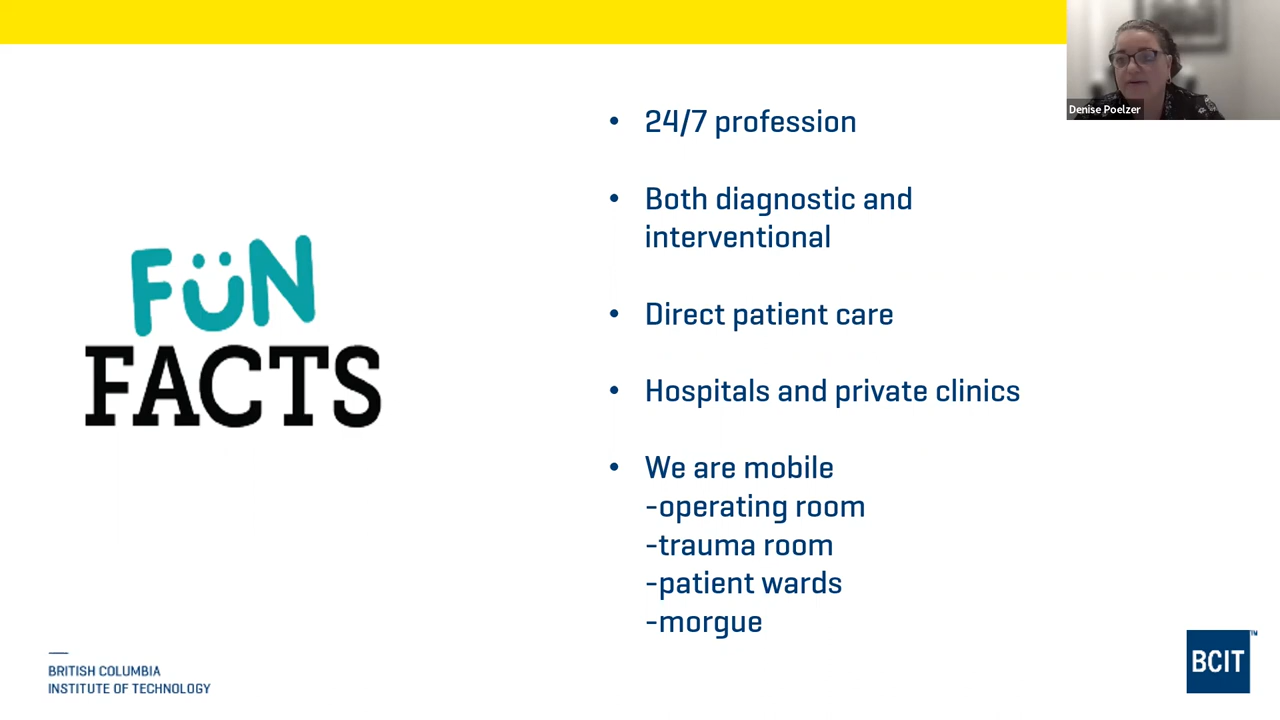 Denise Poelzer
FüN
FACTS
• 24/7 profession
• Both diagnostic and
interventional
• Direct patient care
• Hospitals and private clinics
• We are mobile
-operating room
-trauma room
-patient wards
-morgue
BRITISH COLUMBIA
INSTITUTE OF TECHNOLOGY
BCIT™